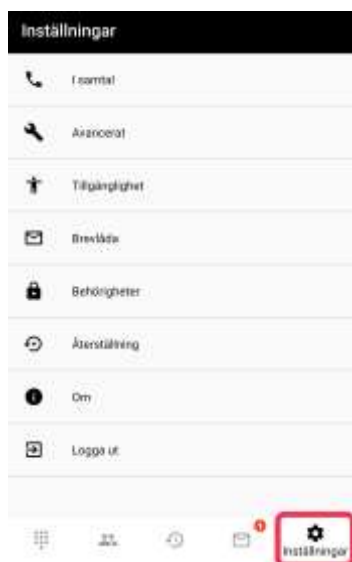 Inställningar
I samtal
Avancerat
Tillgänglighet
Brevlåda
Behörigheter
Återställning
Om
Logga ut
Inställningar